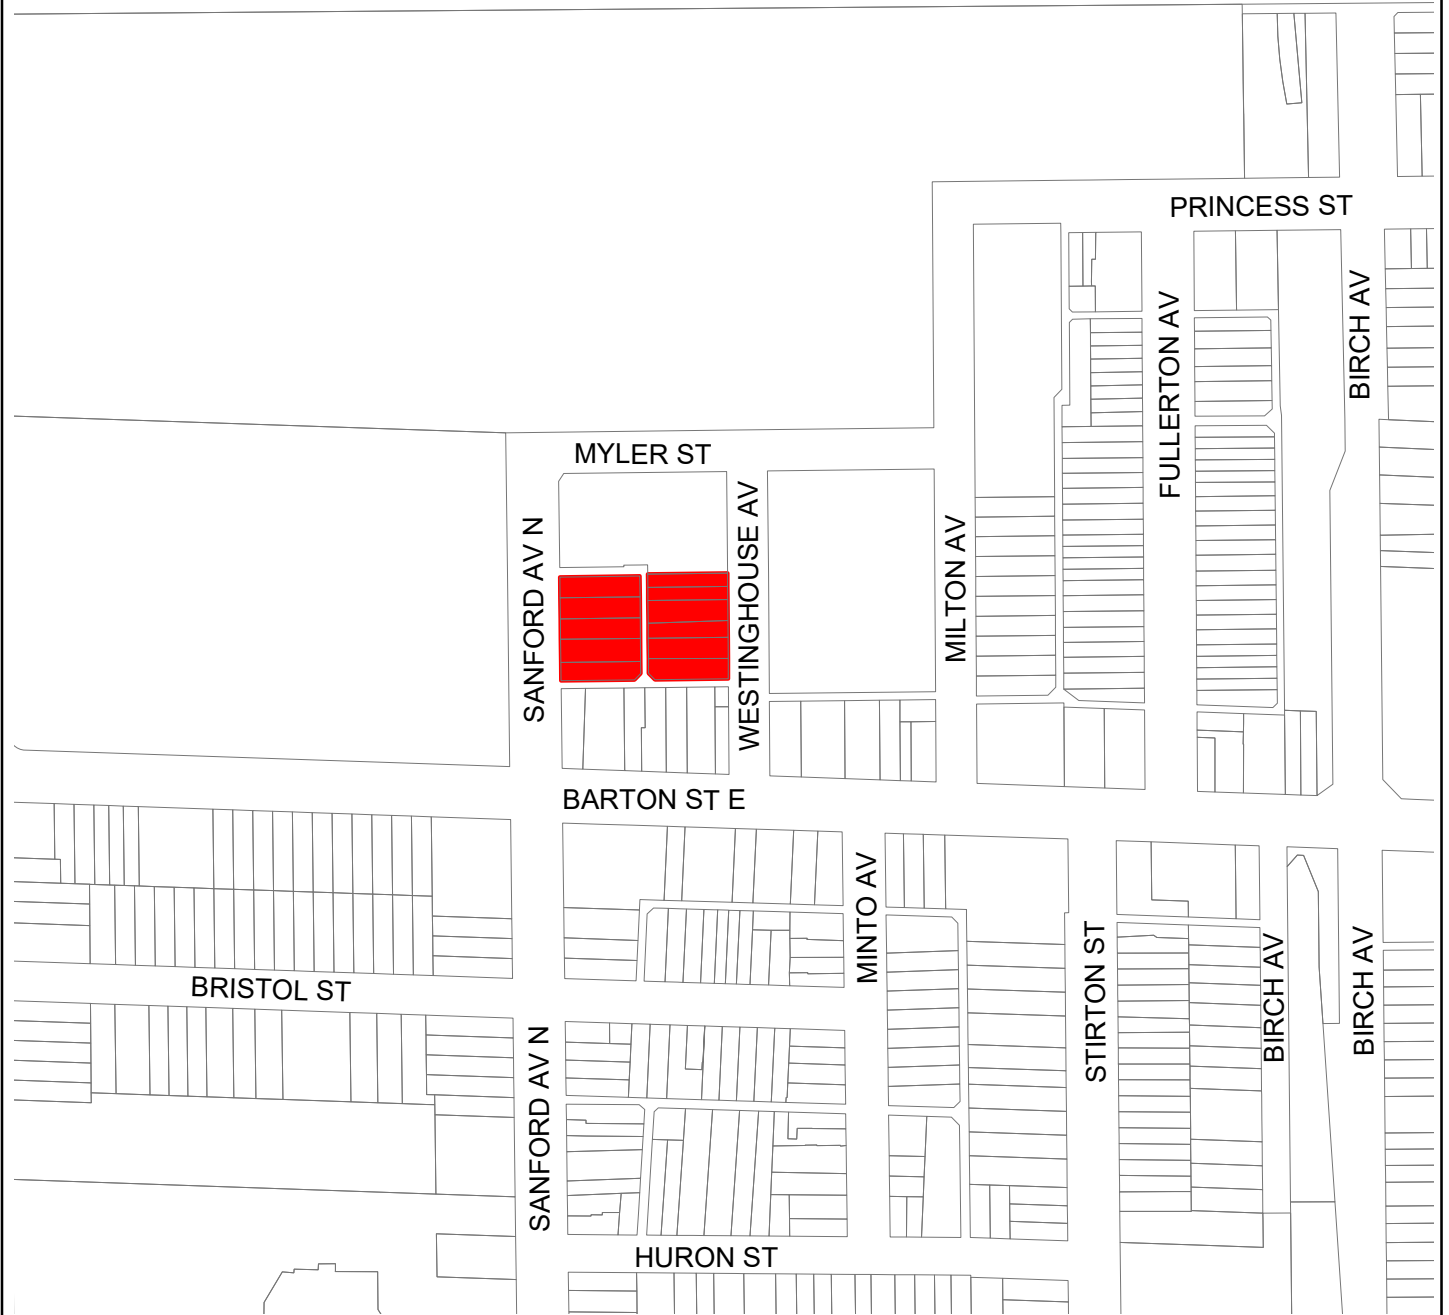 PRINCESS ST
BIRCH AV
FULLERTON AV
MYLER ST
WESTINGHOUSE AV
SANFORD AV N
MILTON AV
BARTON ST E
MINTO AV
STIRTON ST
BIRCH AV
BIRCH AV
BRISTOL ST
SANFORD AV N
HURON ST